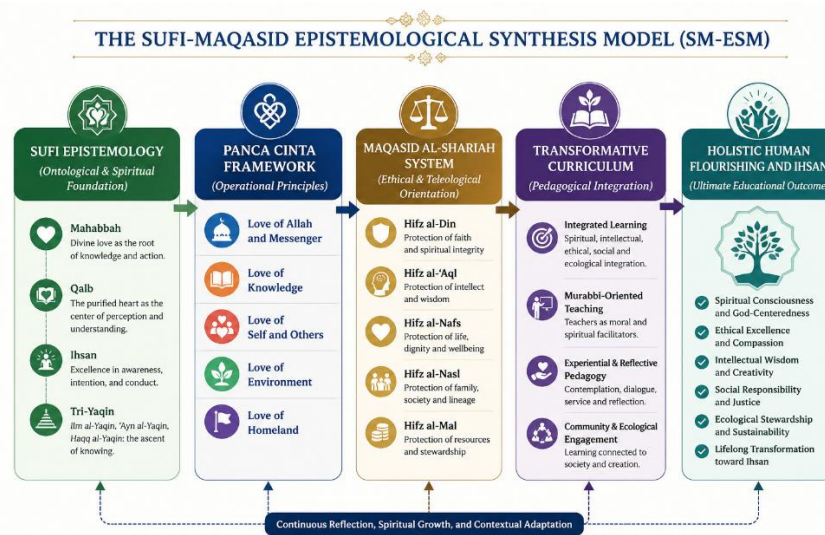 THE SUFI-MAQASID EPISTEMOLOGICAL SYNTHESIS MODEL (SM-ESM)
SUFI EPISTEMOLOGY
(Ontological & Spiritual
Foundation)
Mahabbah
Divine love as the root
of knowledge and action.
Qalb
The purified heart as the
center of perception and
understanding.
Ihsan
Excellence in awareness,
intention, and conduct.
Tri-Yaqin
Ilm al-Yaqin, 'Ayn al-Yaqin,
Haqq al-Yaqin: the ascent
of knowing.
PANCA CINTA
FRAMEWORK
(Operational Principles)
Love of Allah
and Messenger
Love of
Knowledge
Love of
Self and Others
Love of
Environment
Love of
Homeland
MAQASID AL-SHARIAH
SYSTEM
(Ethical & Teleological
Orientation)
Hifz al-Din
Protection of faith
and spiritual integrity
Hifz al-'Aql
Protection of intellect
and wisdom
Hifz al-Nafs
Protection of life,
dignity and wellbeing
Hifz al-Nasl
Protection of family,
society and lineage
Hifz al-Mal
Protection of resources
and stewardship
TRANSFORMATIVE
CURRICULUM
(Pedagogical Integration)
Integrated Learning
Spiritual, intellectual,
ethical, social and
ecological integration.
Murabbi-Oriented
Teaching
Teachers as moral and
spiritual facilitators.
Experiential & Reflective
Pedagogy
Contemplation, dialogue,
service and reflection.
Community & Ecological
Engagement
Learning connected to
society and creation.
HOLISTIC HUMAN
FLOURISHING AND IHSAN
(Ultimate Educational Outcome
Spiritual Consciousness
and God-Centeredness
Ethical Excellence
and Compassion
Intellectual Wisdom
and Creativity
Social Responsibility
and Justice
Ecological Stewardship
and Sustainability
Lifelong Transformation
toward Ihsan
Continuous Reflection, Spiritual Growth, and Contextual Adaptation